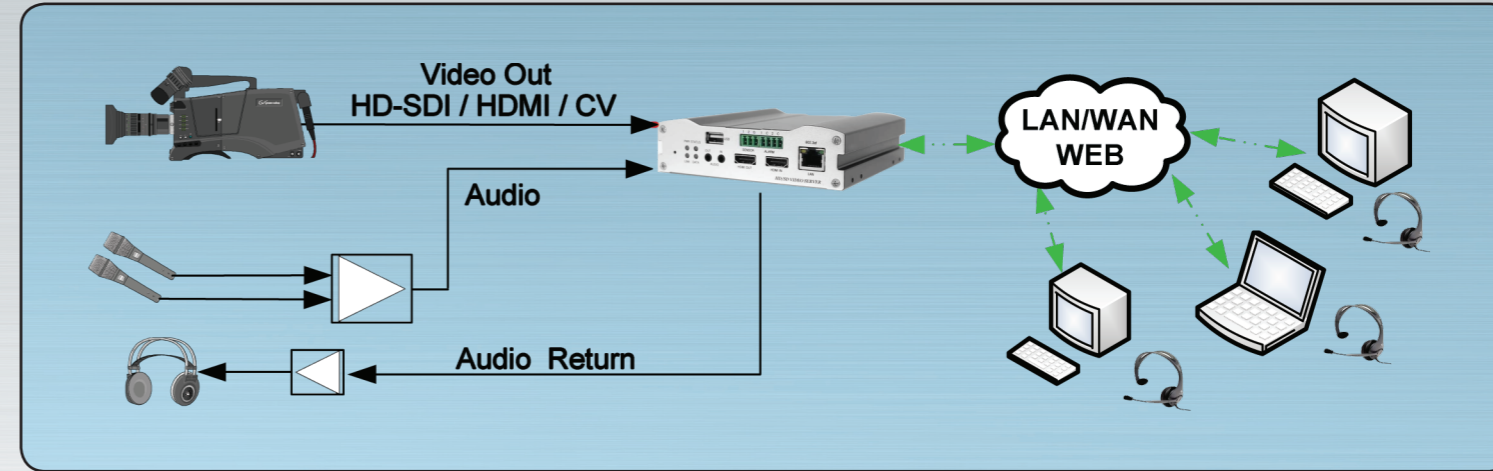 Video Out
HD-SDI / HDMI / CV
LAN/WAN
WEB
Audio
Audio Return